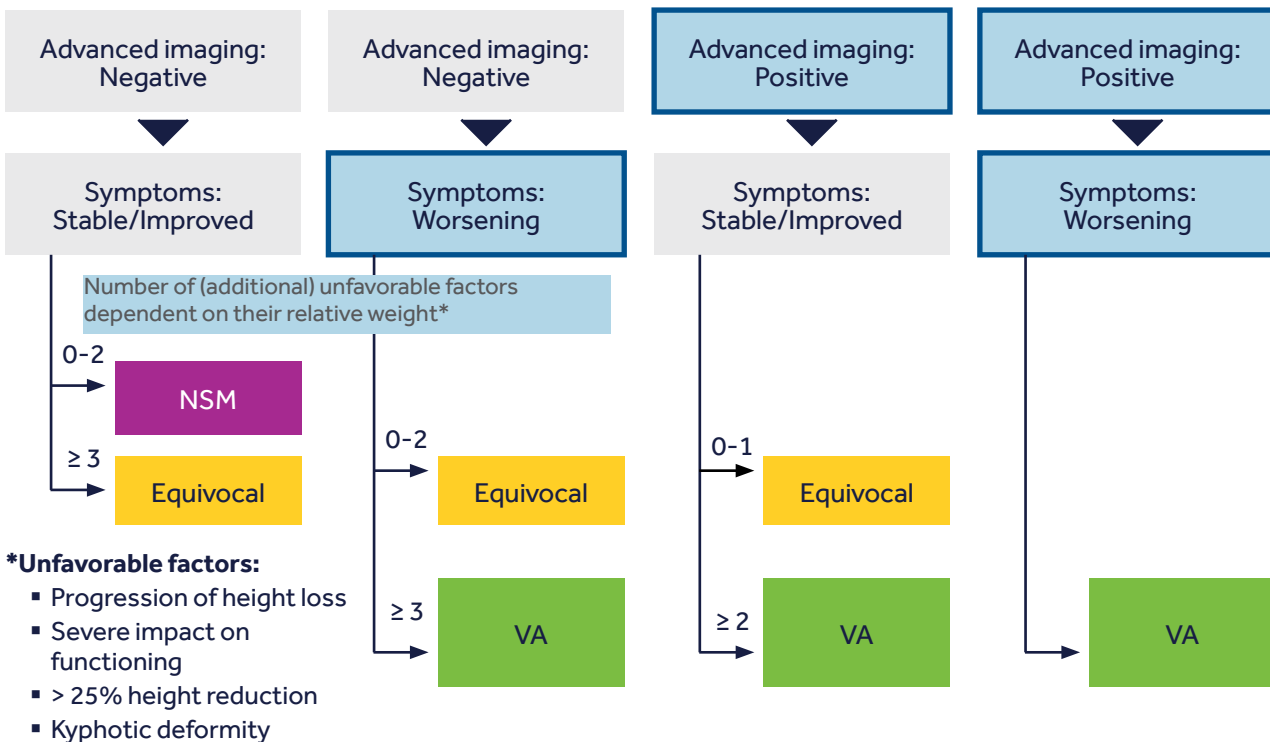 Advanced imaging:
Negative
Advanced imaging:
Negative
Advanced imaging:
Positive
Advanced imaging:
Positive
Symptoms:
Stable/Improved
Symptoms:
Worsening
Symptoms:
Stable/Improved
Symptoms:
Worsening
Number of (additional) unfavorable factors
dependent on their relative weight*
0-2
NSM
≥ 3
Equivocal
0-2
Equivocal
≥ 3
VA
0-1
Equivocal
≥ 2
VA
VA
*Unfavorable factors:
▪ Progression of height loss
▪ Severe impact on
functioning
▪ > 25% height reduction
▪ Kyphotic deformity